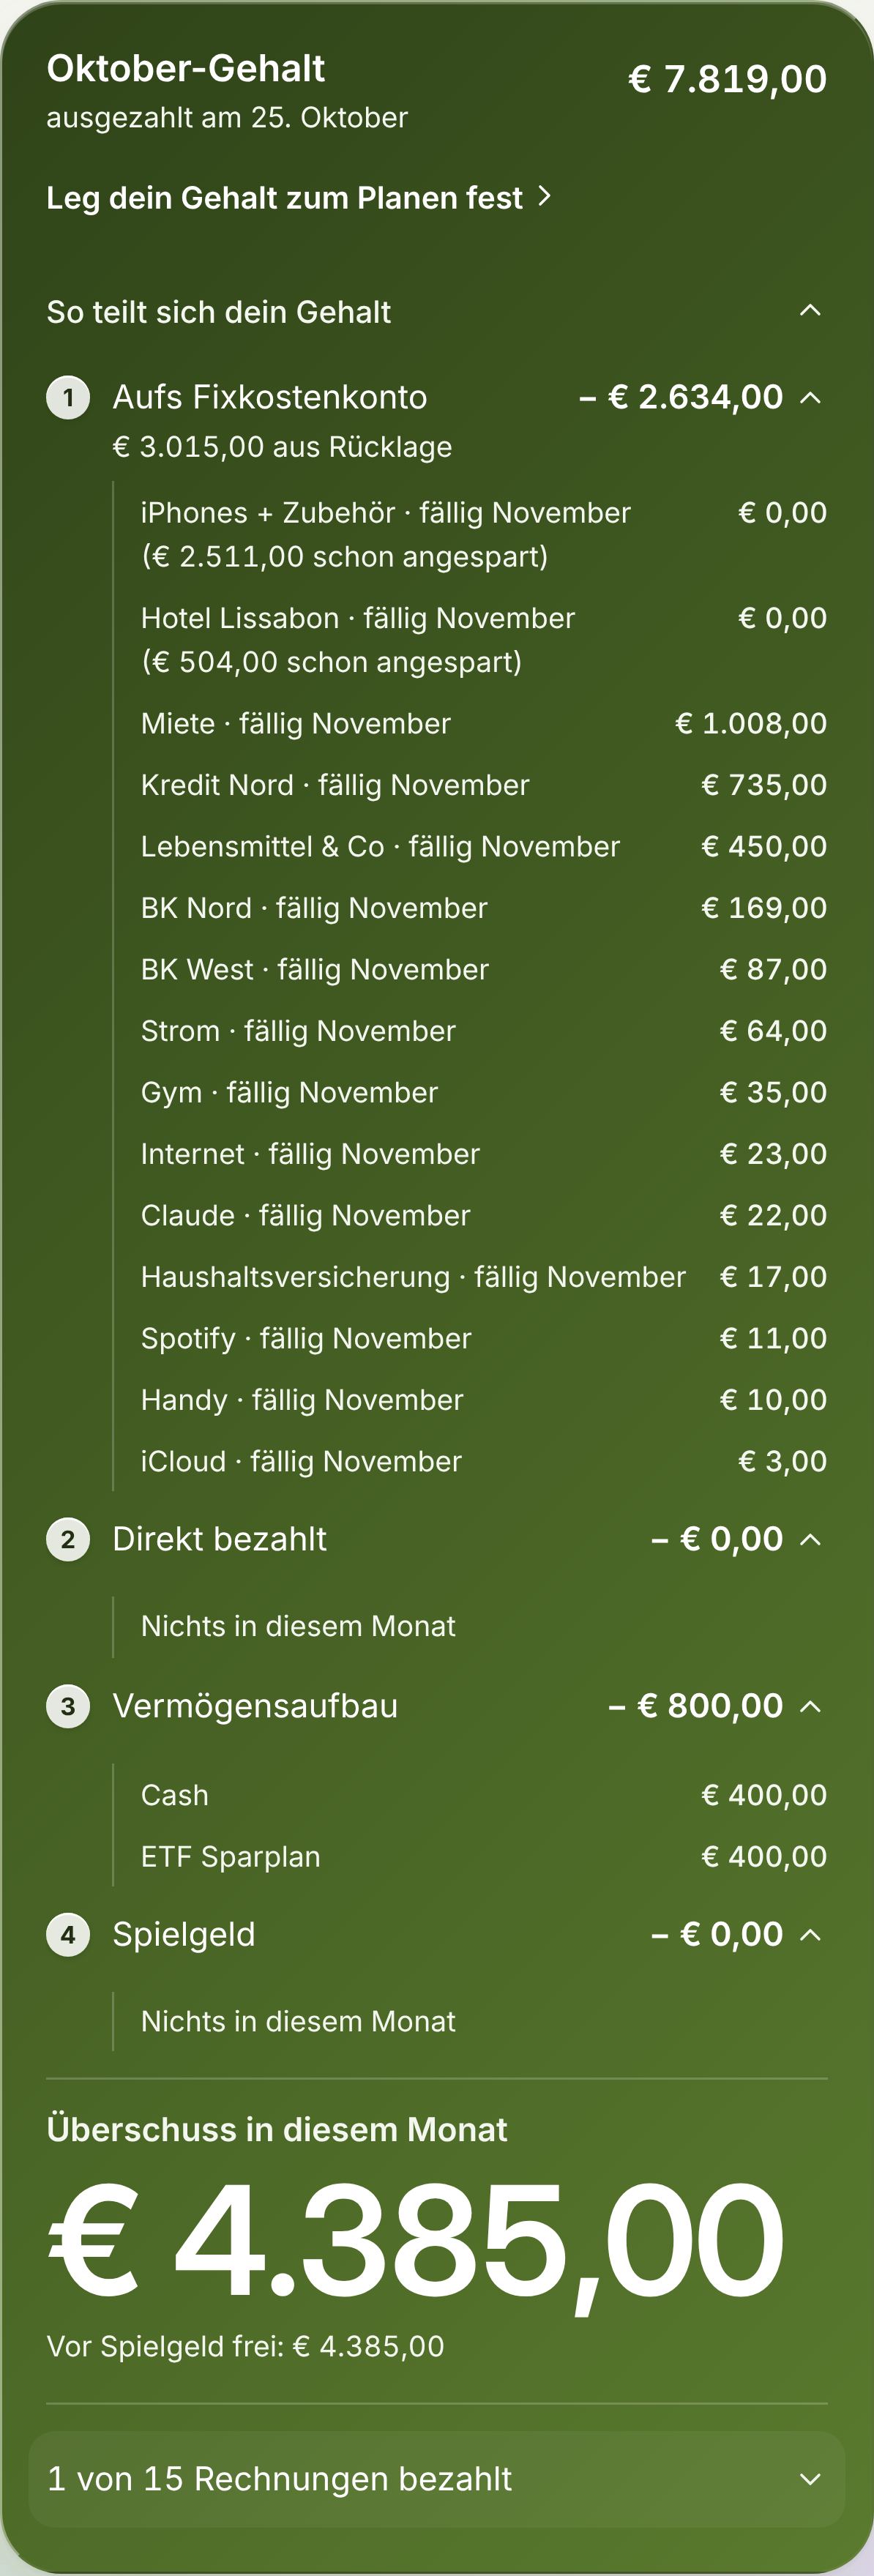 Oktober-Gehalt
€ 7.819,00
ausgezahlt am 25. Oktober
Leg dein Gehalt zum Planen fest
So teilt sich dein Gehalt
1 Aufs Fixkostenkonto – € 2.634,00
€ 3.015,00 aus Rücklage
iPhones + Zubehör · fällig November € 0,00
(€ 2.511,00 schon angespart)
Hotel Lissabon · fällig November € 0,00
(€ 504,00 schon angespart)
Miete · fällig November € 1.008,00
Kredit Nord · fällig November € 735,00
Lebensmittel & Co · fällig November € 450,00
BK Nord · fällig November € 169,00
BK West · fällig November € 87,00
Strom · fällig November € 64,00
Gym · fällig November € 35,00
Internet · fällig November € 23,00
Claude · fällig November € 22,00
Haushaltsversicherung · fällig November € 17,00
Spotify · fällig November € 11,00
Handy · fällig November € 10,00
iCloud · fällig November € 3,00
2 Direkt bezahlt – € 0,00
Nichts in diesem Monat
3 Vermögensaufbau – € 800,00
Cash € 400,00
ETF Sparplan € 400,00
4 Spielgeld – € 0,00
Nichts in diesem Monat
Überschuss in diesem Monat
€ 4.385,00
Vor Spielgeld frei: € 4.385,00
1 von 15 Rechnungen bezahlt